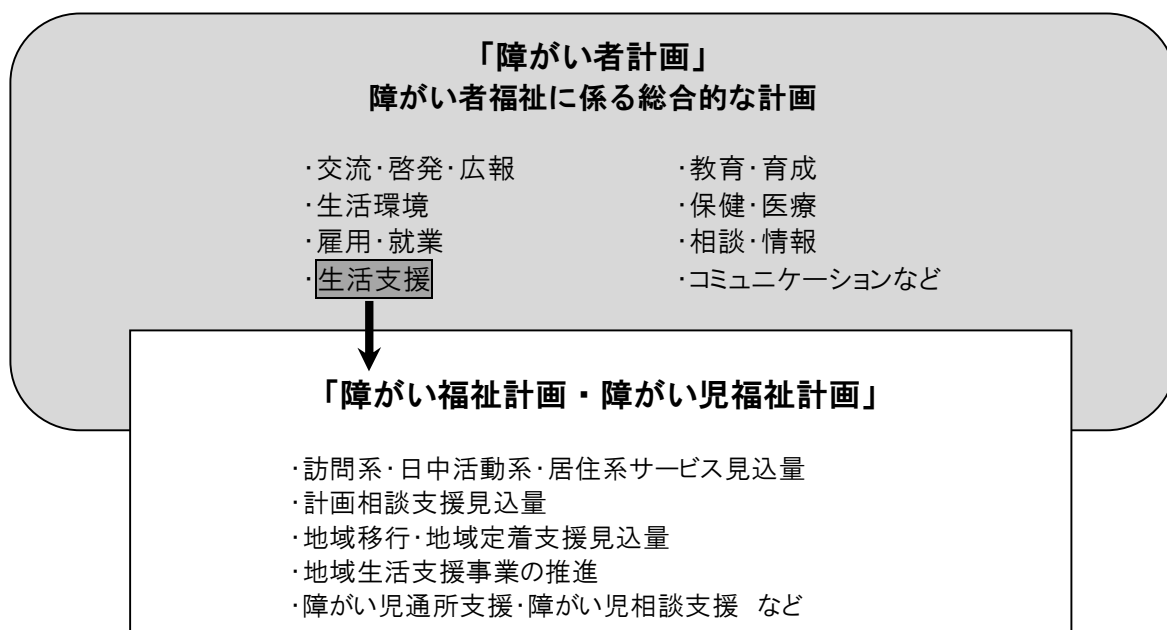 「障がい者計画」
障がい者福祉に係る総合的な計画
・交流・啓発・広報
・生活環境
・雇用・就業
・生活支援
・教育・育成
・保健・医療
・相談・情報
・コミュニケーションなど
「障がい福祉計画・障がい児福祉計画」
・訪問系・日中活動系・居住系サービス見込量
・計画相談支援見込量
・地域移行・地域定着支援見込量
・地域生活支援事業の推進
・障がい児通所支援・障がい児相談支援　など